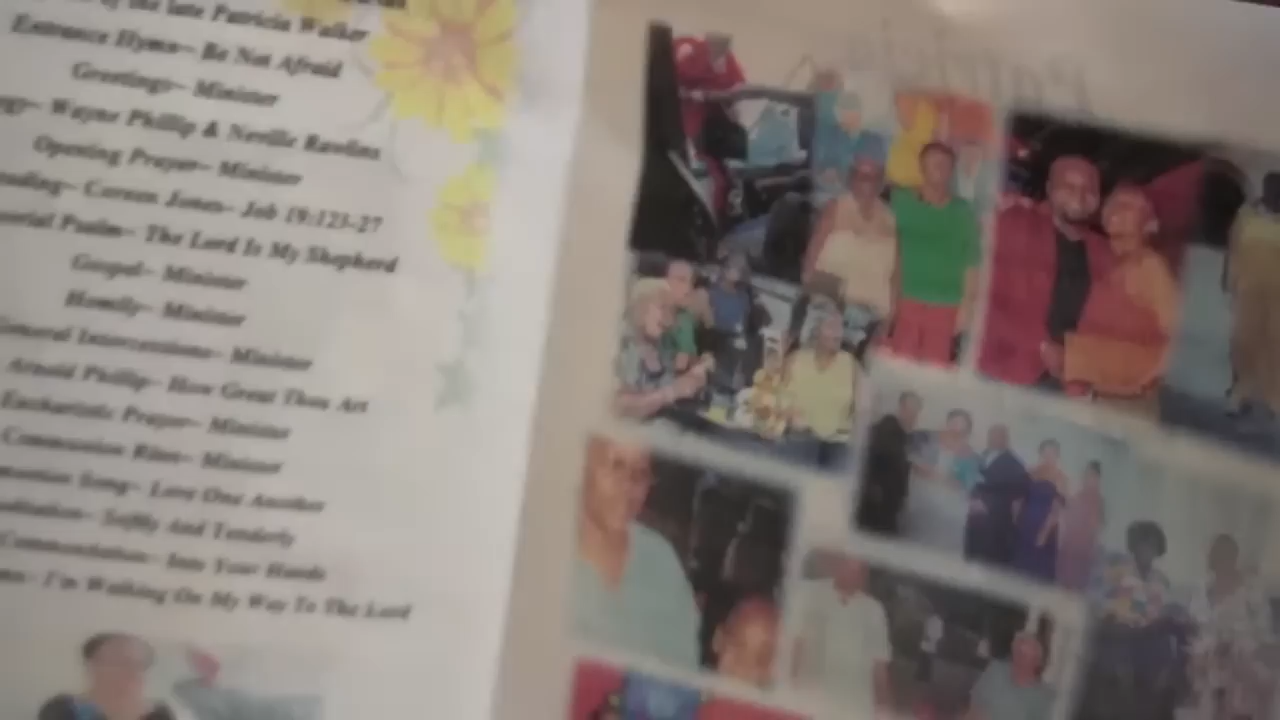 of the late Patricia Walker
Entrance Hymn~ Be Not Afraid
Greetings~ Minister
Wayne Phillip & Neville Rawlins
Opening Prayer~ Minister
Coreen Jones~ Job 19:123-27
Psalm~ The Lord Is My Shepherd
Gospel~ Minister
Homily~ Minister
General Intercessions~ Minister
Arnold Phillip~ How Great Thou Art
Eucharistic Prayer~ Minister
Communion Rites~ Minister
Song~ Love One Another
Softly And Tenderly
Commendation~ Into Your Hands
I'm Walking On My Way To The Lord